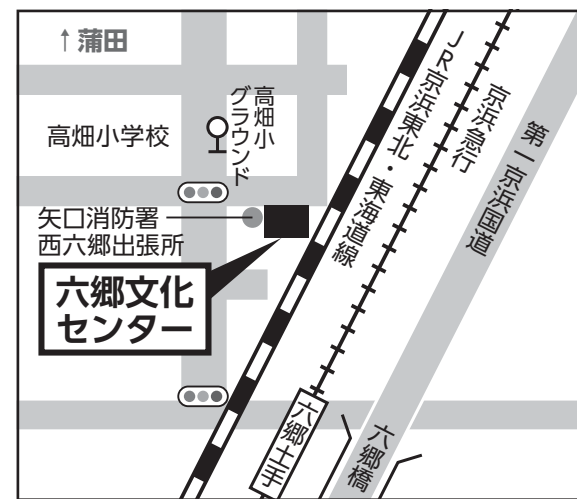 ↑蒲田
高畑小学校
高畑小
グラウンド
矢口消防署
西六郷出張所
六郷文化
センター
JR京浜東北・東海道線
京浜急行
第一京浜国道
六郷土手
六郷橋